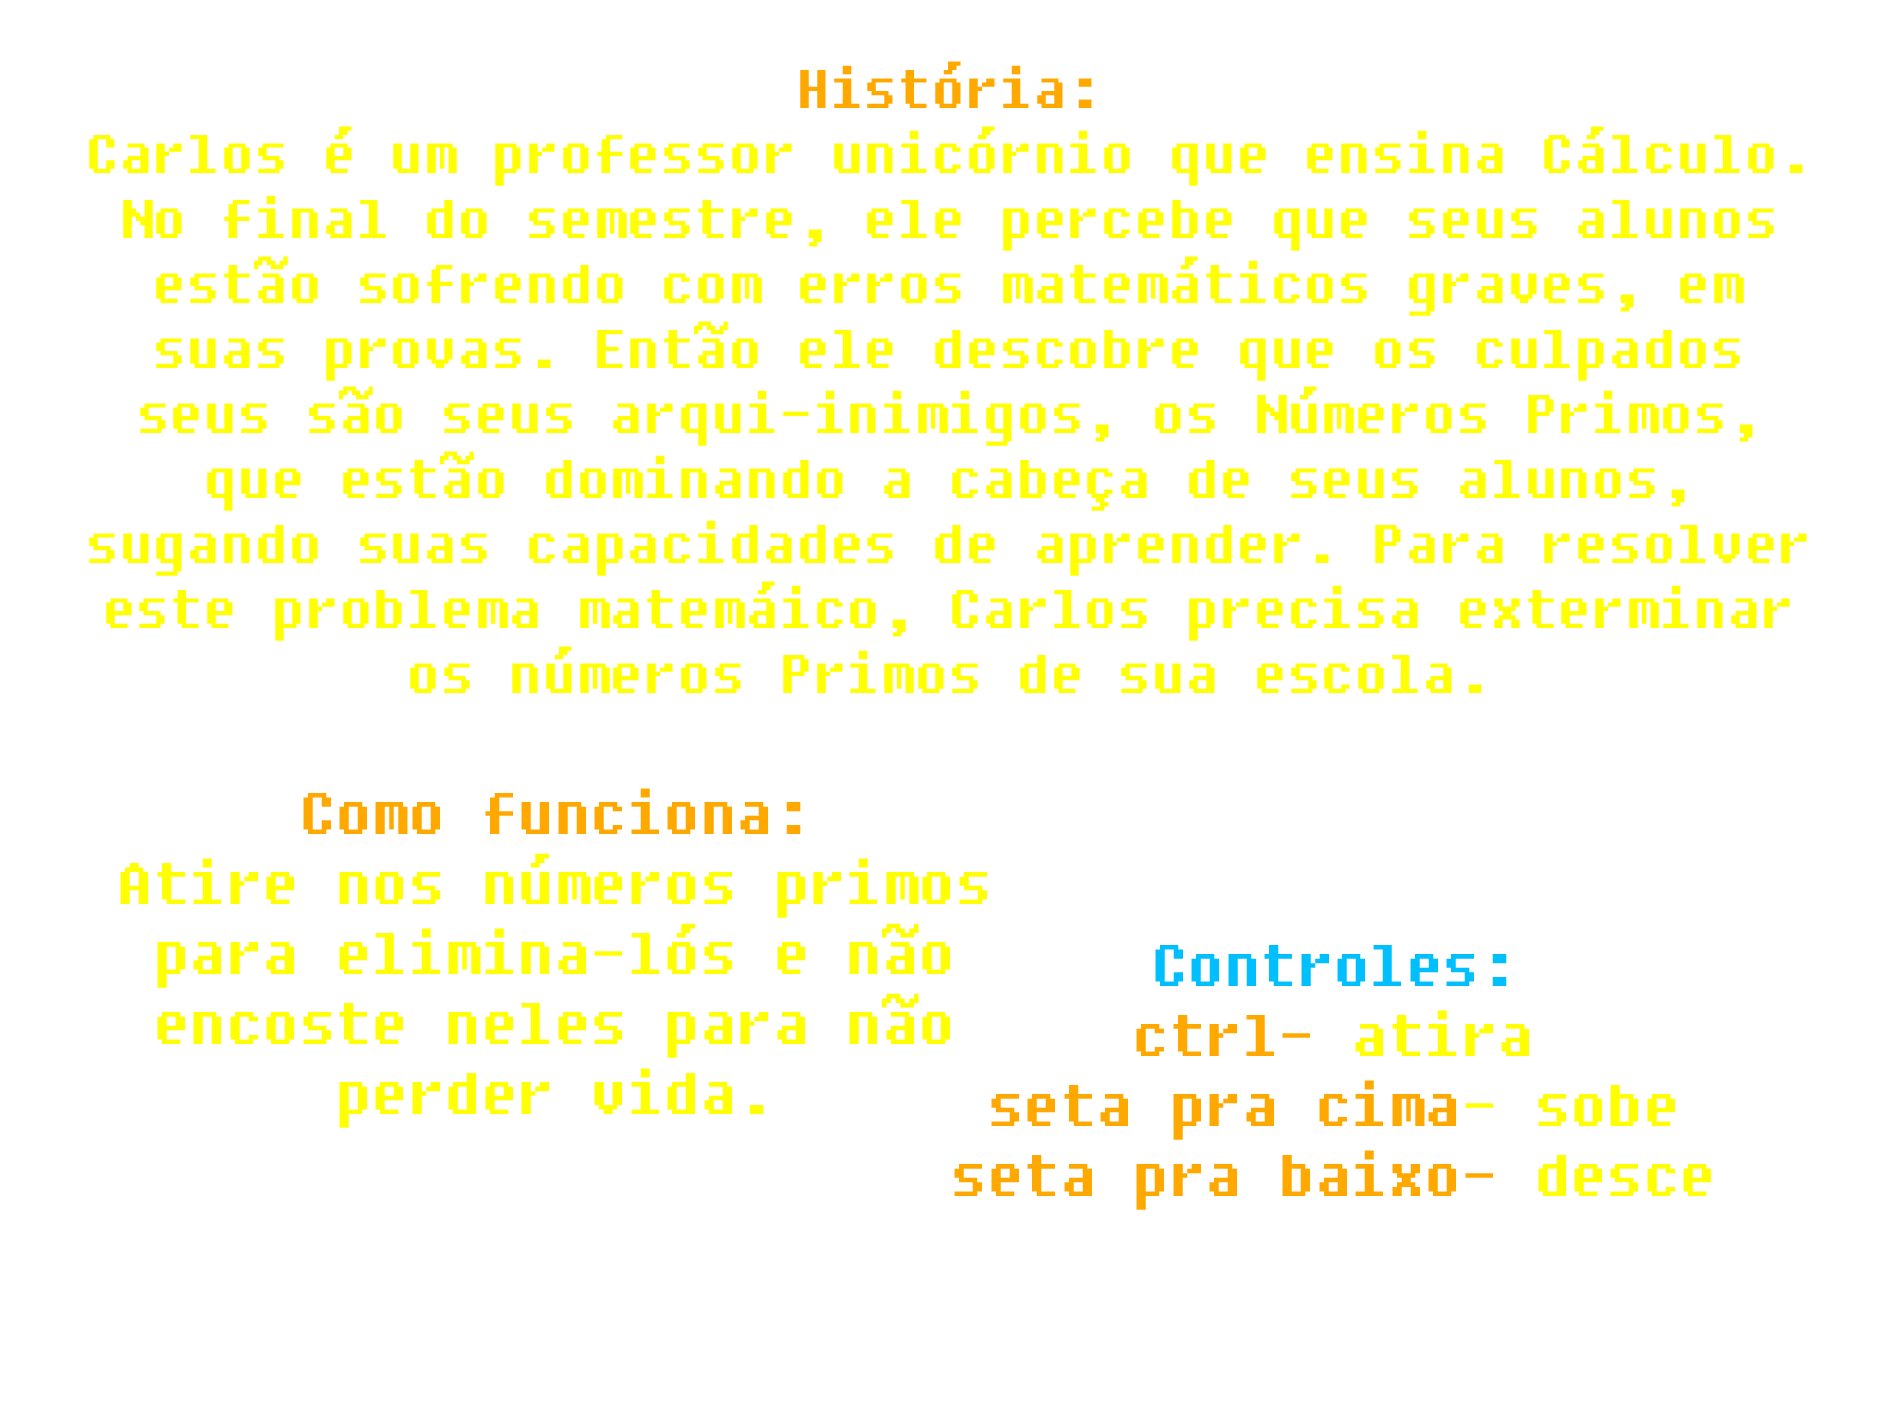 História:
Carlos é um professor unicórnio que ensina Cálculo.
No final do semestre, ele percebe que seus alunos
estão sofrendo com erros matemáticos graves, em
suas provas. Então ele descobre que os culpados
seus são seus arqui-inimigos, os Números Primos,
que estão dominando a cabeça de seus alunos,
sugando suas capacidades de aprender. Para resolver
este problema matemáico, Carlos precisa exterminar
os números Primos de sua escola.
Como funciona:
Atire nos números primos
para elimina-lós e não
encoste neles para não
perder vida.
Controles:
ctrl- atira
seta pra cima- sobe
seta pra baixo- desce